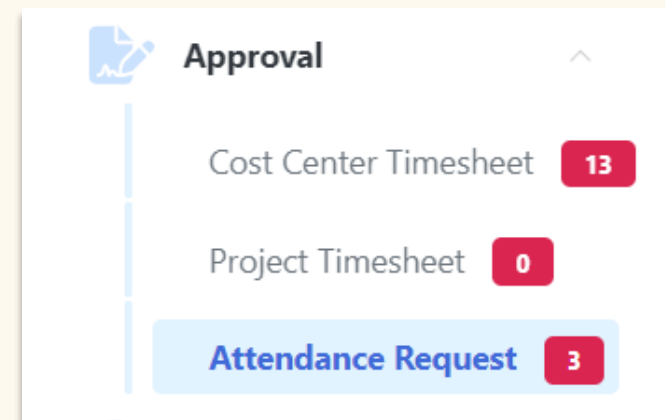 Approval
Cost Center Timesheet 13
Project Timesheet 0
Attendance Request 3